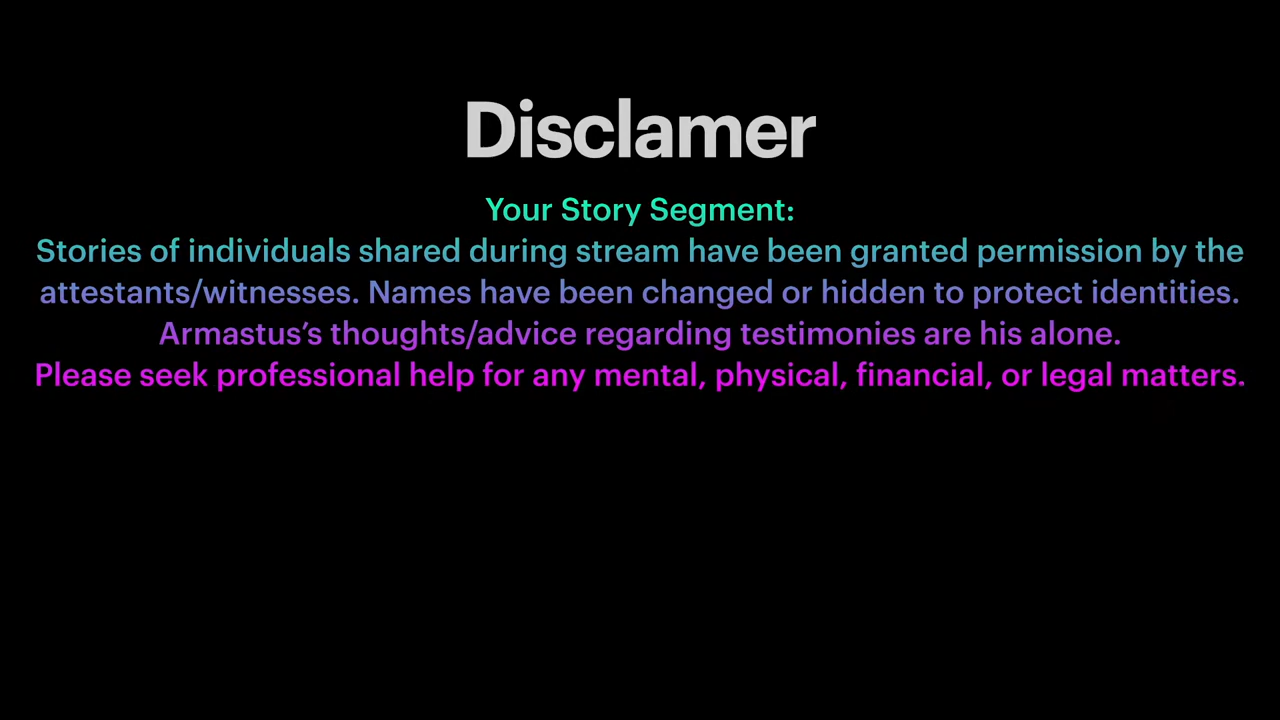 Disclamer
Your Story Segment:
Stories of individuals shared during stream have been granted permission by the
attestants/witnesses. Names have been changed or hidden to protect identities.
Armastus’s thoughts/advice regarding testimonies are his alone.
Please seek professional help for any mental, physical, financial, or legal matters.